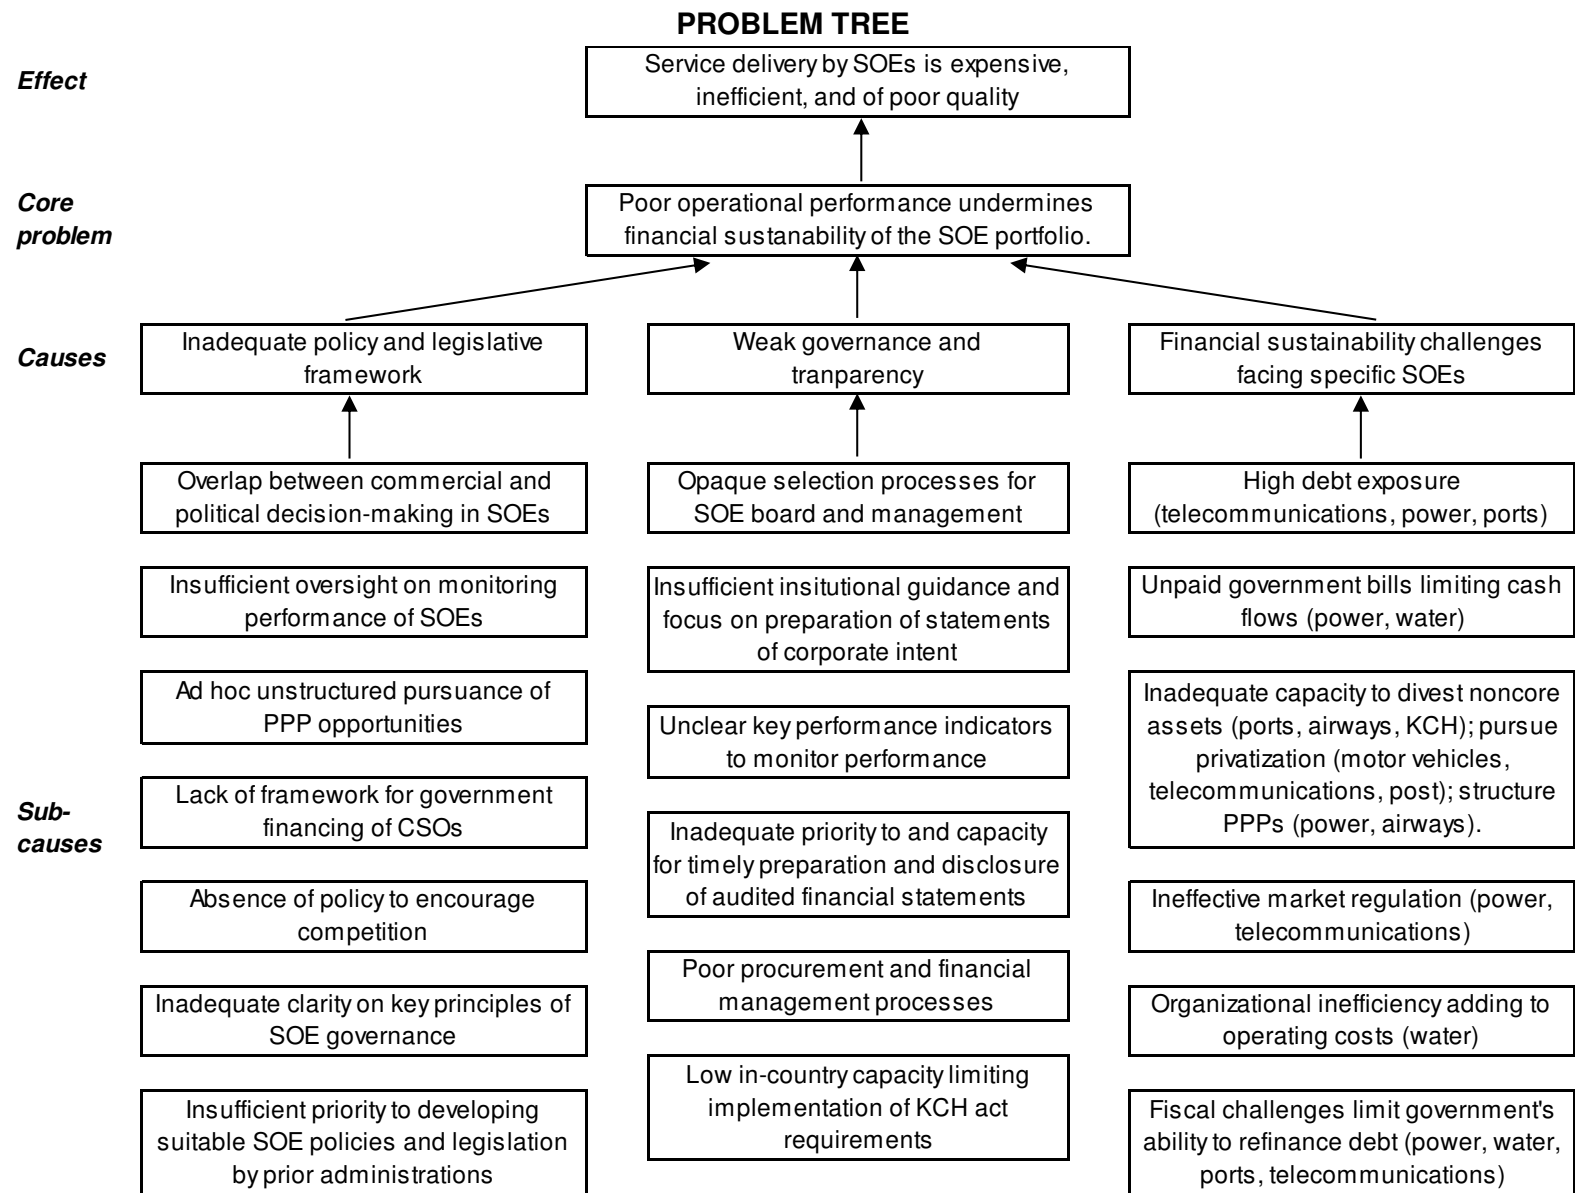 PROBLEM TREE
Effect
Service delivery by SOEs is expensive,
inefficient, and of poor quality
Core
problem
Poor operational performance undermines
financial sustanability of the SOE portfolio.
Causes
Inadequate policy and legislative
framework
Weak governance and
tranparency
Financial sustainability challenges
facing specific SOEs
Sub-
causes
Overlap between commercial and
political decision-making in SOEs
Insufficient oversight on monitoring
performance of SOEs
Ad hoc unstructured pursuance of
PPP opportunities
Lack of framework for government
financing of CSOs
Absence of policy to encourage
competition
Inadequate clarity on key principles of
SOE governance
Insufficient priority to developing
suitable SOE policies and legislation
by prior administrations
Opaque selection processes for
SOE board and management
Insufficient insitutional guidance and
focus on preparation of statements
of corporate intent
Unclear key performance indicators
to monitor performance
Inadequate priority to and capacity
for timely preparation and disclosure
of audited financial statements
Poor procurement and financial
management processes
Low in-country capacity limiting
implementation of KCH act
requirements
High debt exposure
(telecommunications, power, ports)
Unpaid government bills limiting cash
flows (power, water)
Inadequate capacity to divest noncore
assets (ports, airways, KCH); pursue
privatization (motor vehicles,
telecommunications, post); structure
PPPs (power, airways).
Ineffective market regulation (power,
telecommunications)
Organizational inefficiency adding to
operating costs (water)
Fiscal challenges limit government's
ability to refinance debt (power, water,
ports, telecommunications)